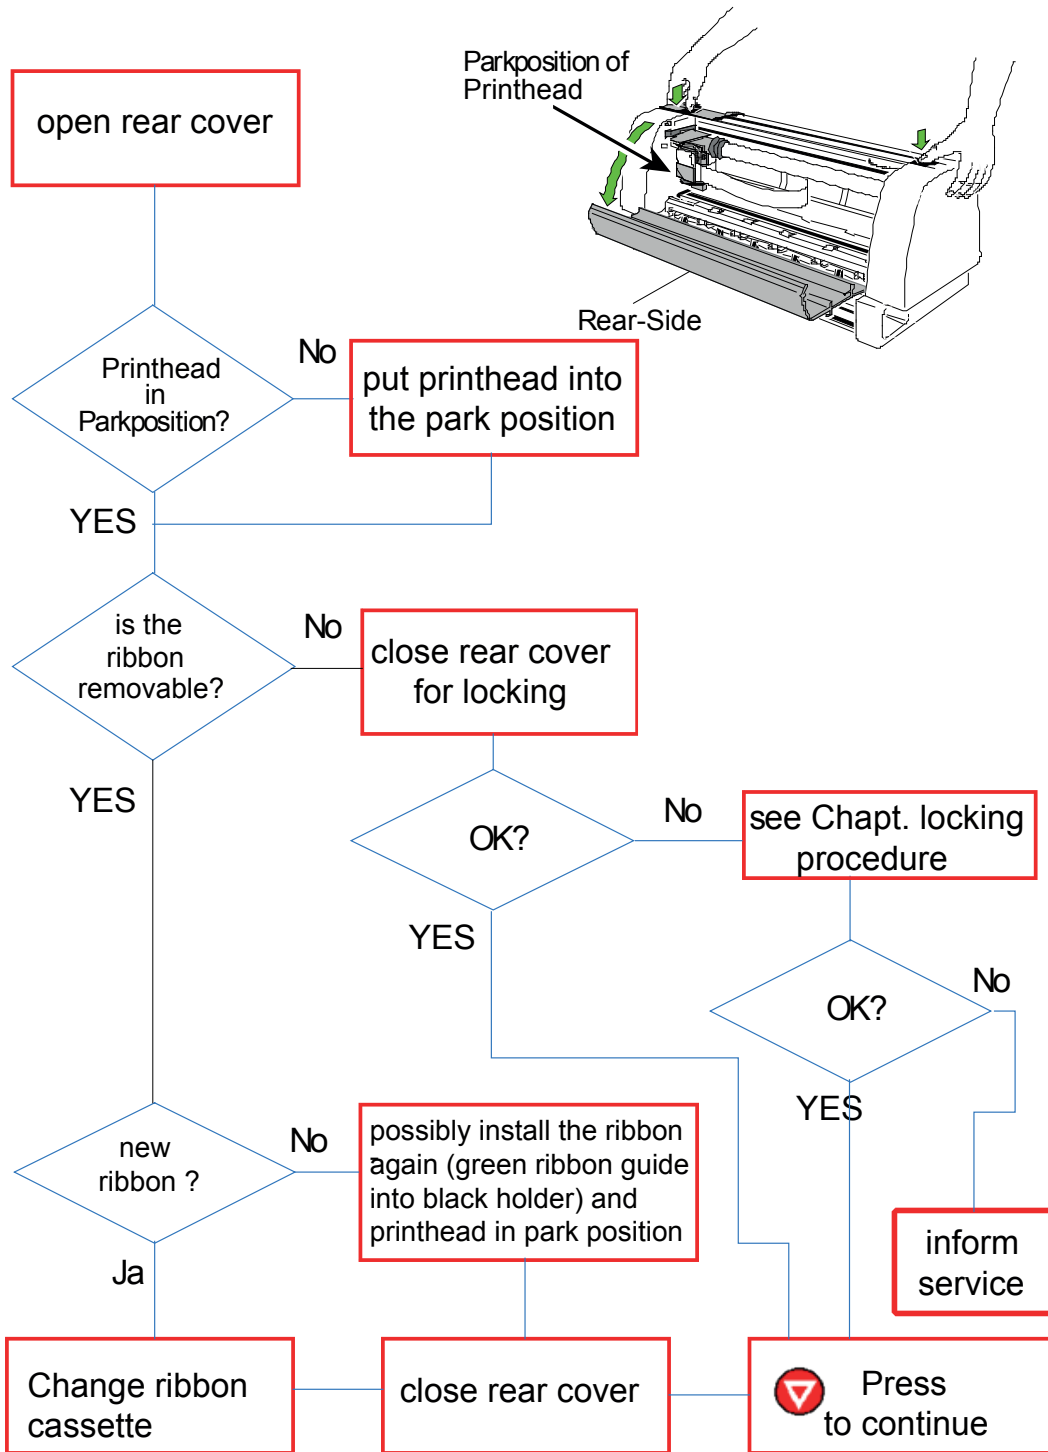 Parkposition of
Printhead
open rear cover
Rear-Side
Printhead
in
Parkposition?
No
put printhead into
the park position
YES
is the
ribbon
removable?
No
close rear cover
for locking
YES
OK?
No
see Chapt. locking
procedure
YES
OK?
No
YES
new
ribbon ?
No
possibly install the ribbon
again (green ribbon guide
into black holder) and
printhead in park position
inform
service
Ja
Change ribbon
cassette
close rear cover
Press
to continue